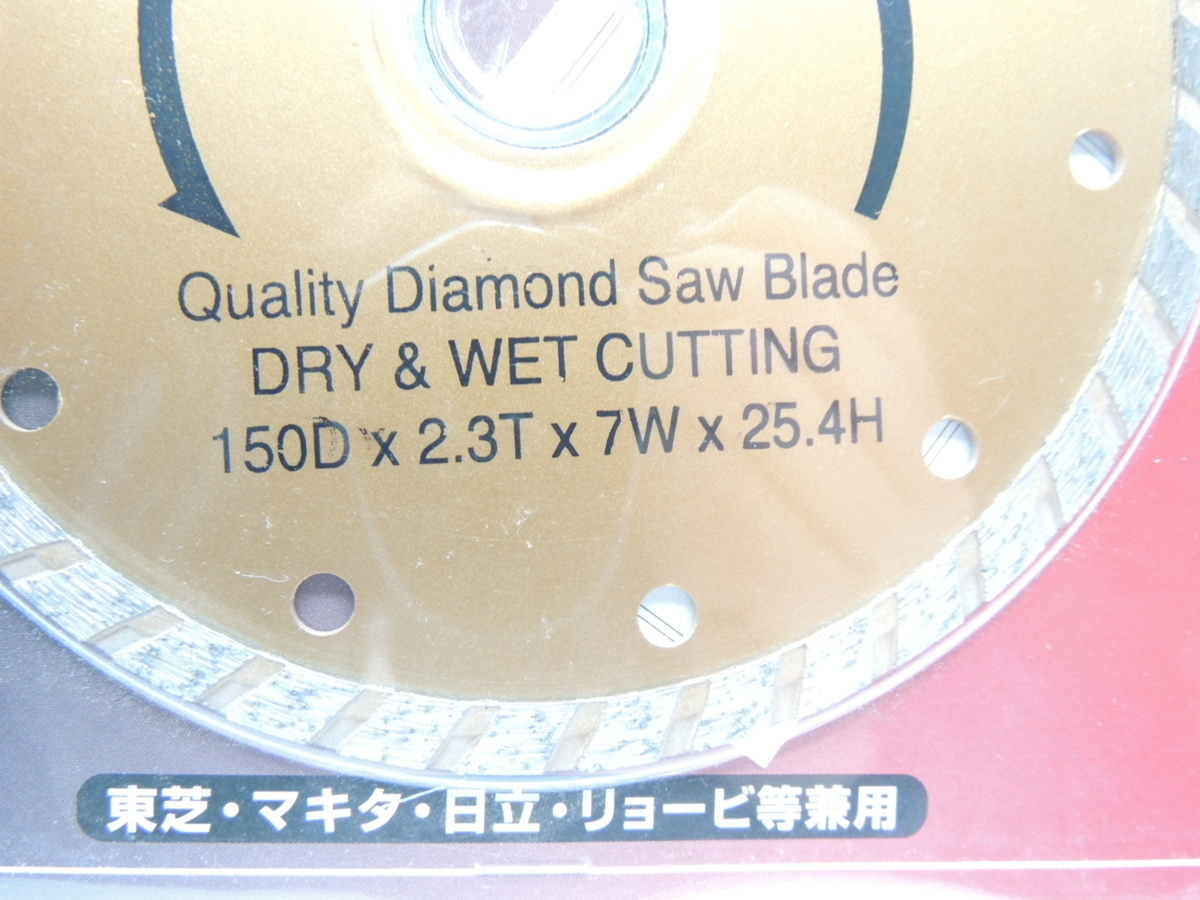 Quality Diamond Saw Blade
DRY & WET CUTTING
150D x 2.3T x 7W x 25.4H
東芝・マキタ・日立・リョービ等兼用